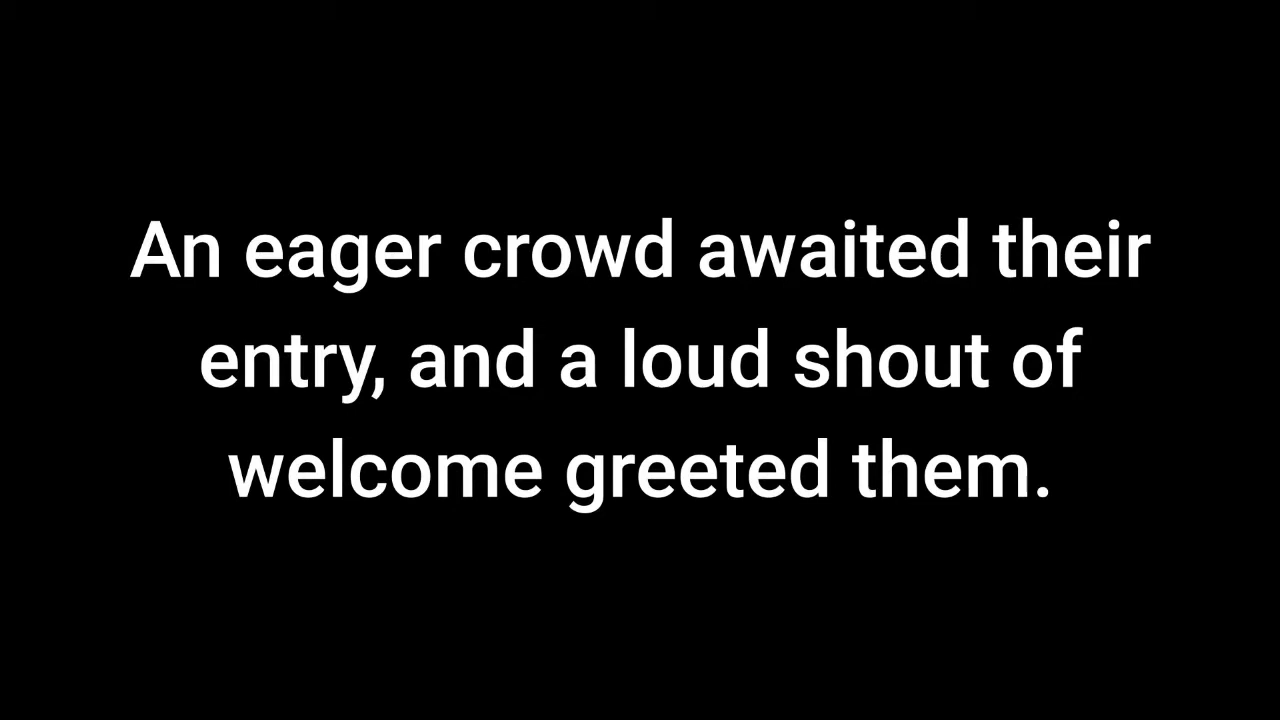 An eager crowd awaited their
entry, and a loud shout of
welcome greeted them.